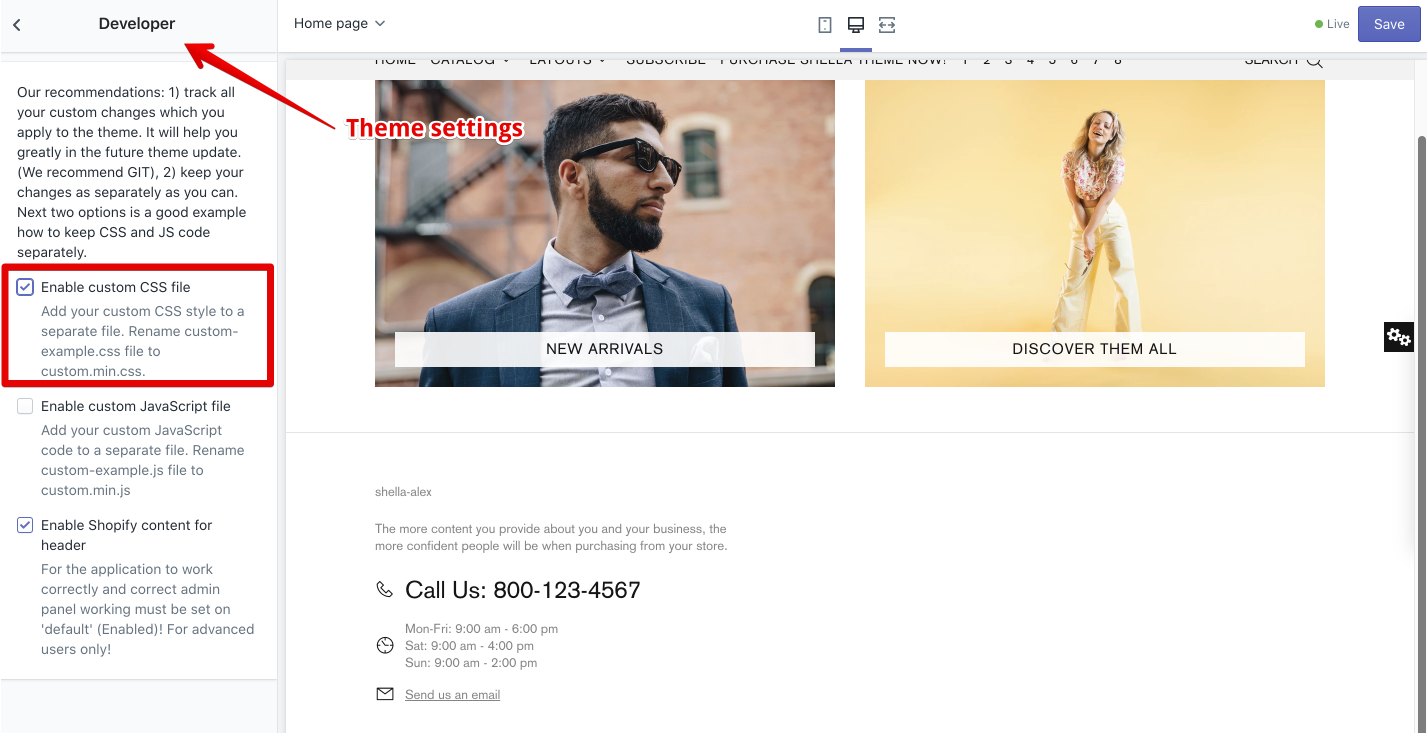 Developer
Home page
Live
Save
HOME CATALOG LAYOUTS SUBSCRIBE PURCHASE SHELLA THEME NOW! 1 2 3 4 5 6 7 8 SEARCH
Theme settings
Our recommendations: 1) track all
your custom changes which you
apply to the theme. It will help you
greatly in the future theme update.
(We recommend GIT), 2) keep your
changes as separately as you can.
Next two options is a good example
how to keep CSS and JS code
separately.
Enable custom CSS file
Add your custom CSS style to a
separate file. Rename custom-
example.css file to
custom.min.css.
Enable custom JavaScript file
Add your custom JavaScript
code to a separate file. Rename
custom-example.js file to
custom.min.js
Enable Shopify content for
header
For the application to work
correctly and correct admin
panel working must be set on
'default' (Enabled)! For advanced
users only!
NEW ARRIVALS
DISCOVER THEM ALL
shella-alex
The more content you provide about you and your business, the
more confident people will be when purchasing from your store.
Call Us: 800-123-4567
Mon-Fri: 9:00 am - 6:00 pm
Sat: 9:00 am - 4:00 pm
Sun: 9:00 am - 2:00 pm
Send us an email